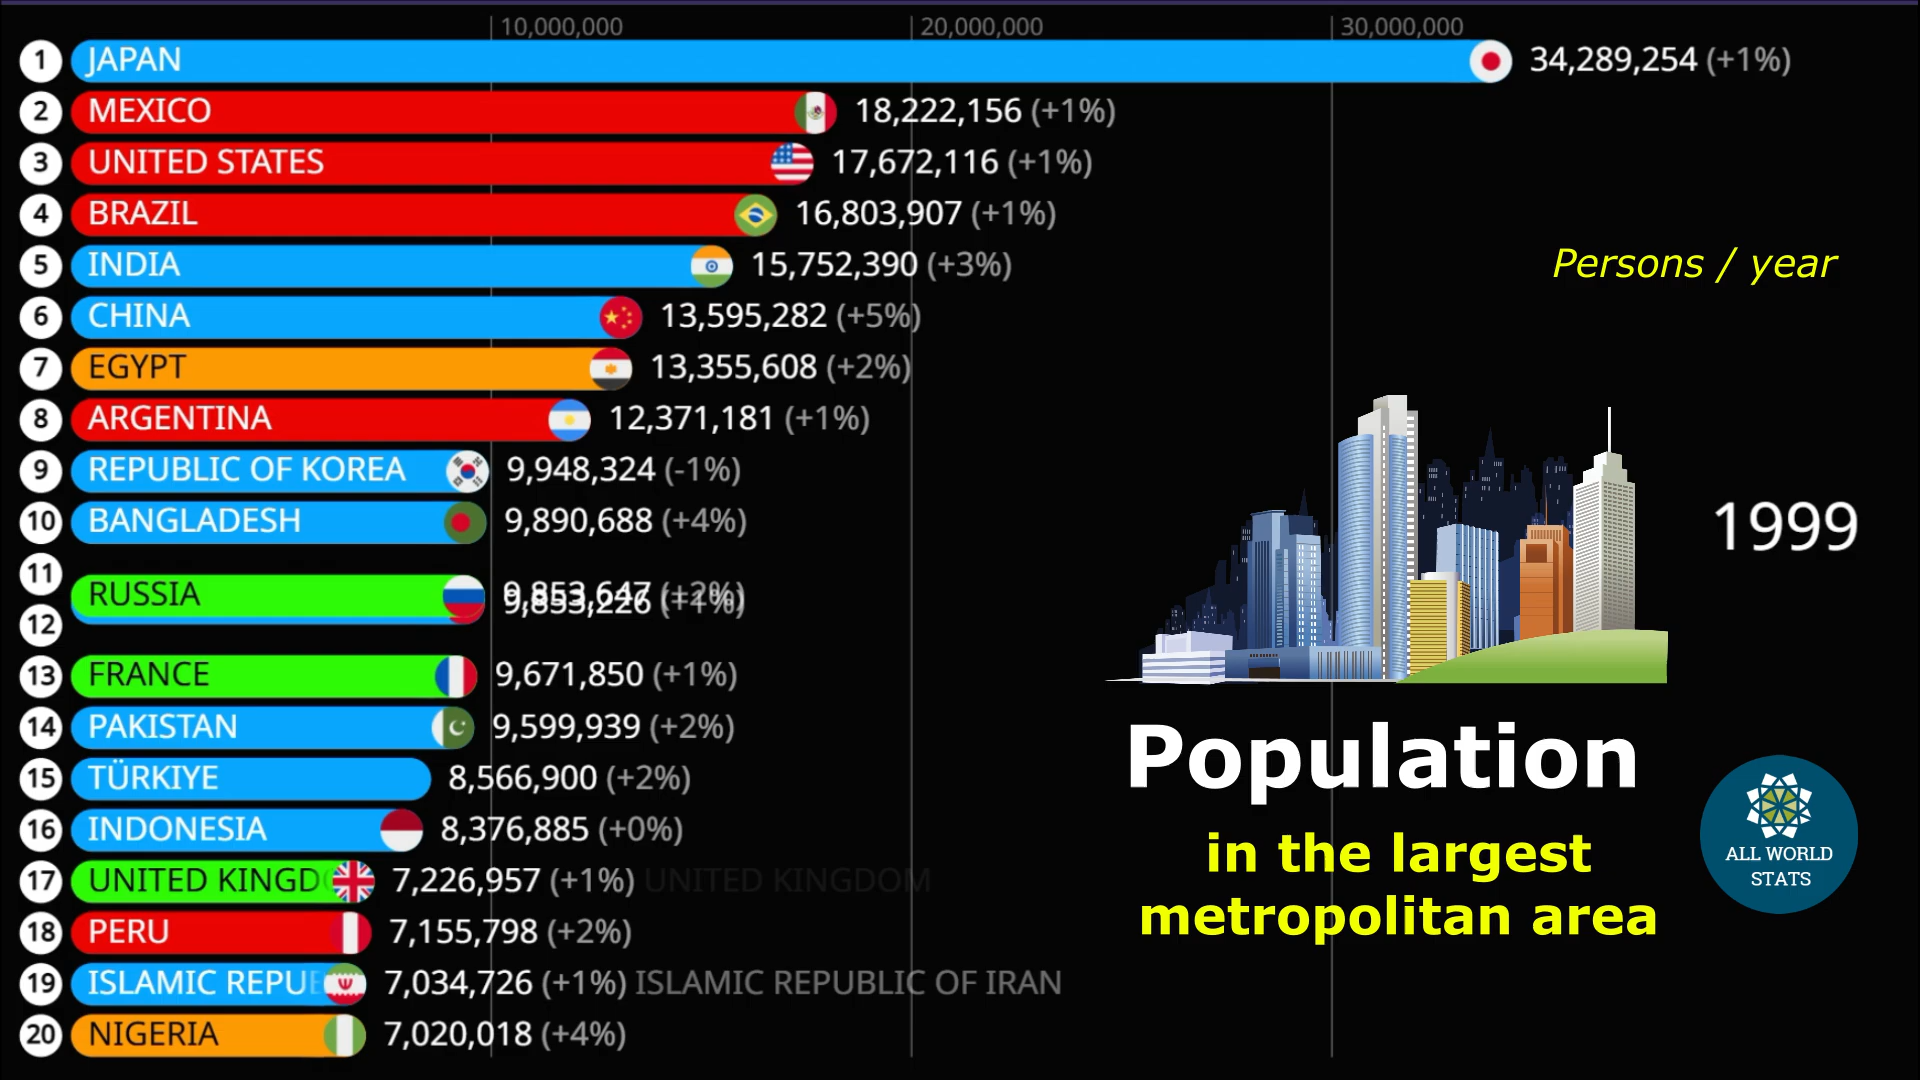 10,000,000 20,000,000 30,000,000
1 JAPAN 34,289,254 (+1%)
2 MEXICO 18,222,156 (+1%)
3 UNITED STATES 17,672,116 (+1%)
4 BRAZIL 16,803,907 (+1%)
5 INDIA 15,752,390 (+3%)
Persons / year
6 CHINA 13,595,282 (+5%)
7 EGYPT 13,355,608 (+2%)
8 ARGENTINA 12,371,181 (+1%)
9 REPUBLIC OF KOREA 9,948,324 (-1%)
10 BANGLADESH 9,890,688 (+4%)
1999
11
RUSSIA
12
13 FRANCE 9,671,850 (+1%)
14 PAKISTAN 9,599,939 (+2%)
15 TÜRKIYE 8,566,900 (+2%)
16 INDONESIA 8,376,885 (+0%)
17 UNITED KINGD 7,226,957 (+1%) UNITED KINGDOM
18 PERU 7,155,798 (+2%)
19 ISLAMIC REPU 7,034,726 (+1%) ISLAMIC REPUBLIC OF IRAN
20 NIGERIA 7,020,018 (+4%)
Population
in the largest
metropolitan area
ALL WORLD
STATS